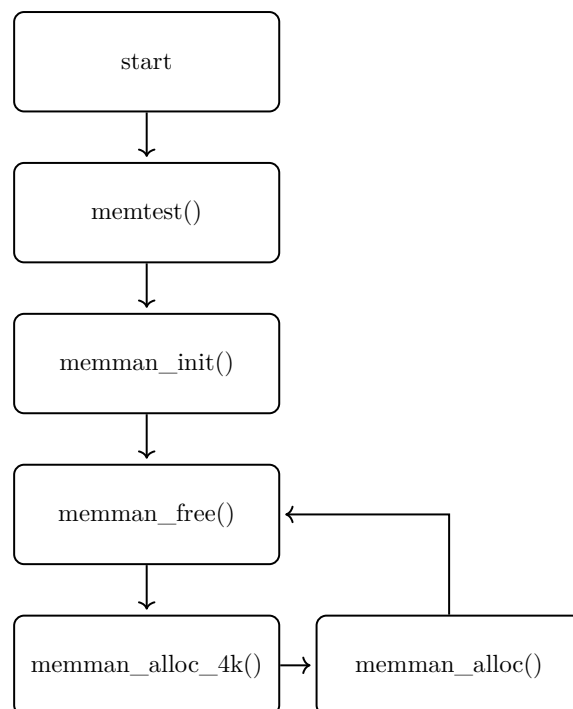 start
memtest()
memman_init()
memman_free()
memman_alloc_4k()
memman_alloc()